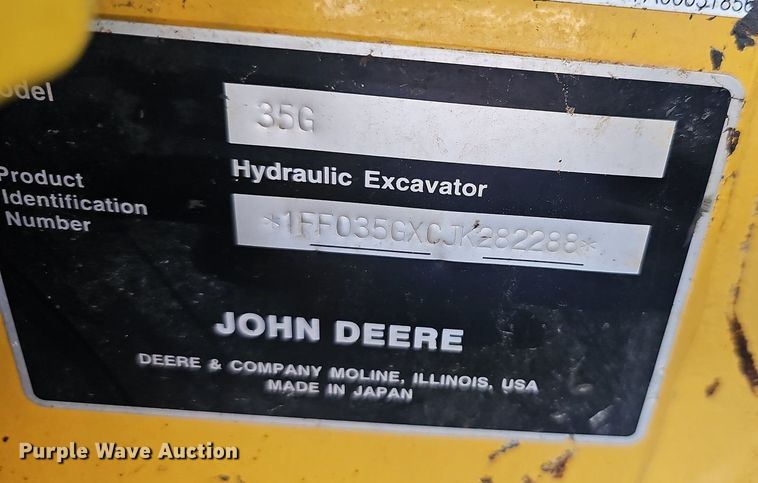 35G
Hydraulic Excavator
Product
Identification
Number
*1FF035GXCJK282288*
JOHN DEERE
DEERE & COMPANY MOLINE, ILLINOIS, USA
MADE IN JAPAN
Purple Wave Auction